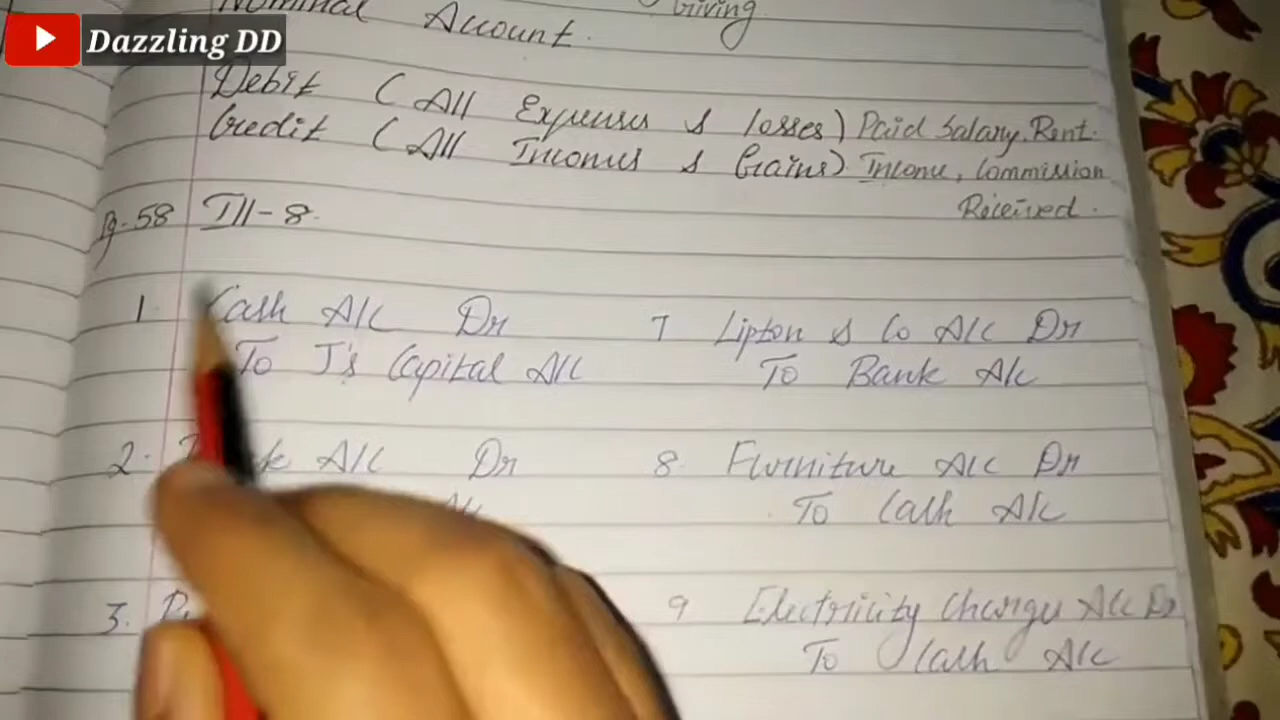 Dazzling DD
Nominal Account.
Giving
Debit (All Expenses & losses) Paid Salary. Rent.
Credit (All Incomes & Gains) Income, Commission
Received.
Pg-58 Ill-8.
1. Cash A/C Dr
To J's Capital A/C
2. A/C Dr
A/c
3.
7 Lipton & Co A/C Dr
To Bank A/c
8 Furniture A/C Dr
To Cash A/c
9 Electricity Charges A/c Dr
To Cash A/c